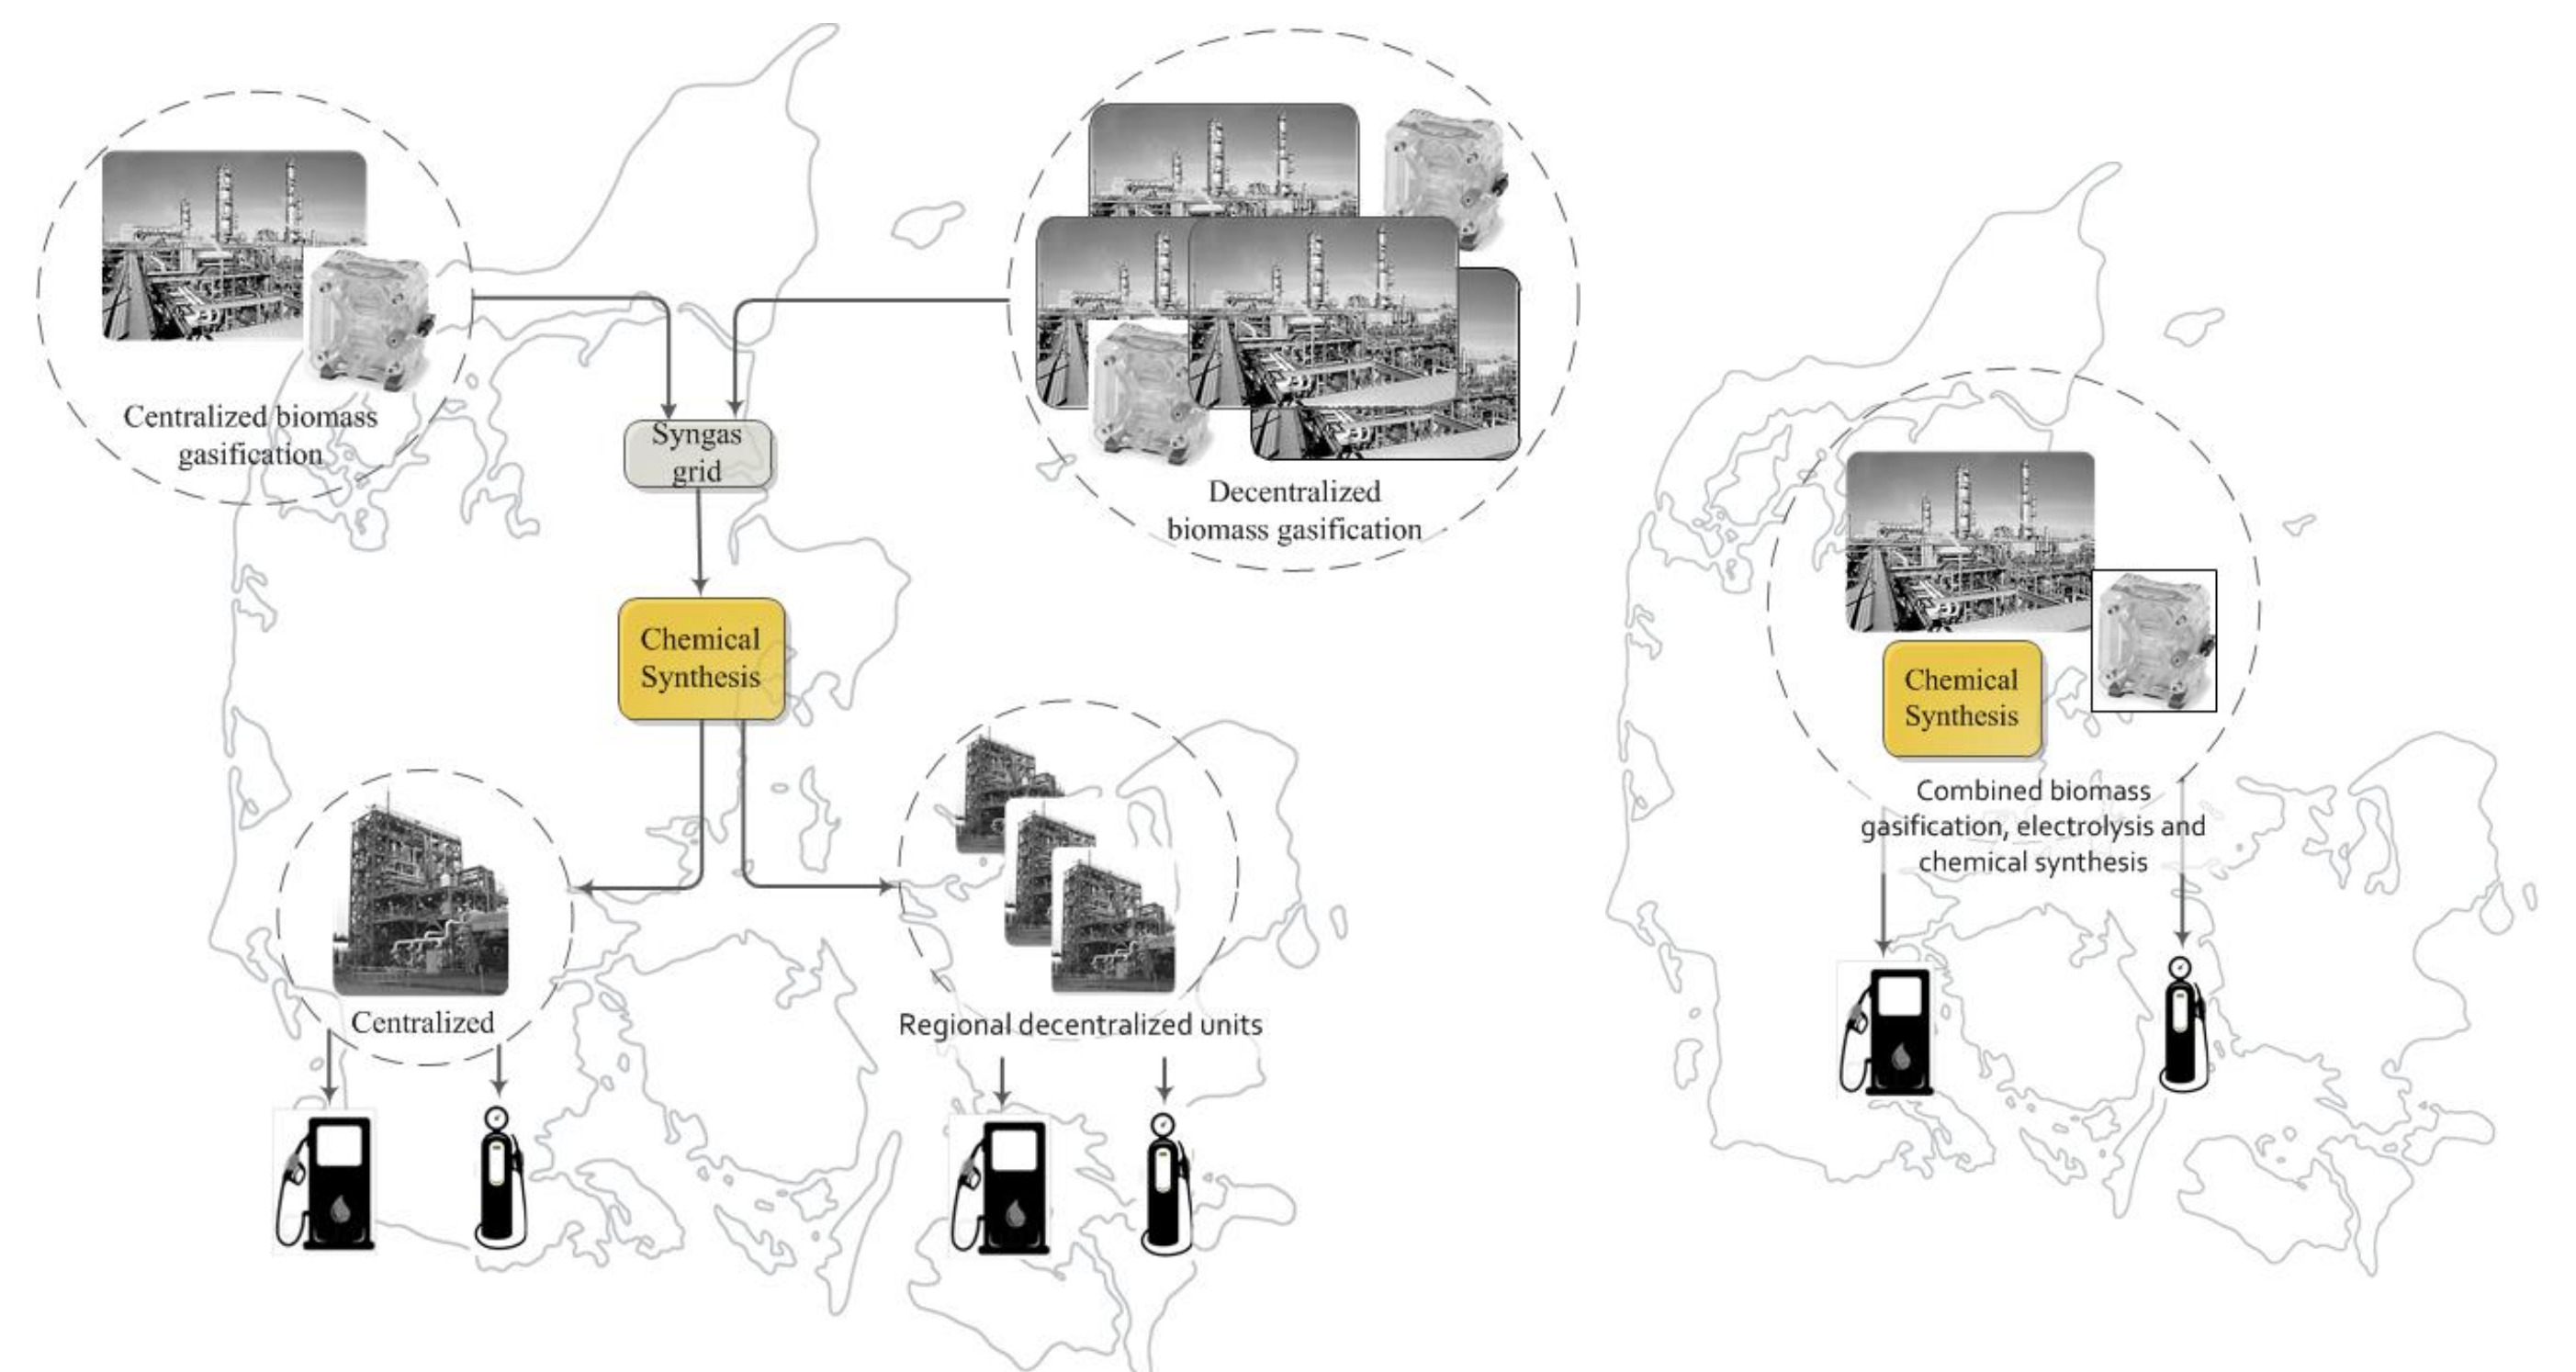 Centralized biomass
gasification
Syngas
grid
Decentralized
biomass gasification
Chemical
Synthesis
Centralized
Regional decentralized units
Chemical
Synthesis
Combined biomass
gasification, electrolysis and
chemical synthesis